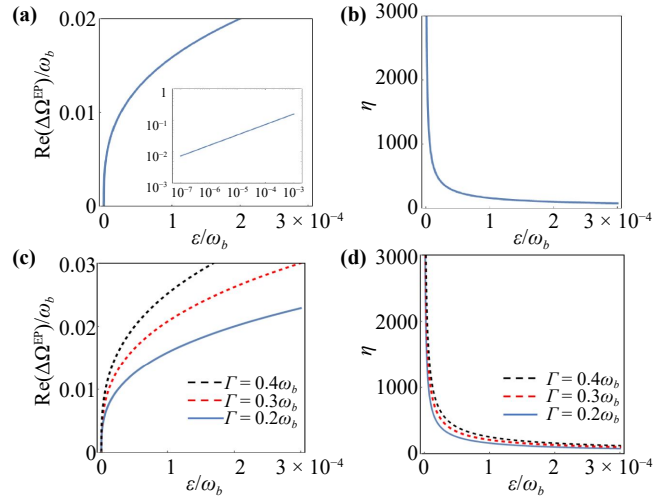 (a)
0.02
0.01
0
Re(ΔΩ^EP)/ω_b
1
10^−1
10^−2
10^−3
10^−7
10^−6
10^−5
10^−4
10^−3
0
1
2
3 × 10^−4
ε/ω_b
(b)
3000
2000
1000
0
η
0
1
2
3 × 10^−4
ε/ω_b
(c)
0.03
0.02
0.01
0
Re(ΔΩ^EP)/ω_b
Γ = 0.4ω_b
Γ = 0.3ω_b
Γ = 0.2ω_b
0
1
2
3 × 10^−4
ε/ω_b
(d)
3000
2000
1000
0
η
Γ = 0.4ω_b
Γ = 0.3ω_b
Γ = 0.2ω_b
0
1
2
3 × 10^−4
ε/ω_b